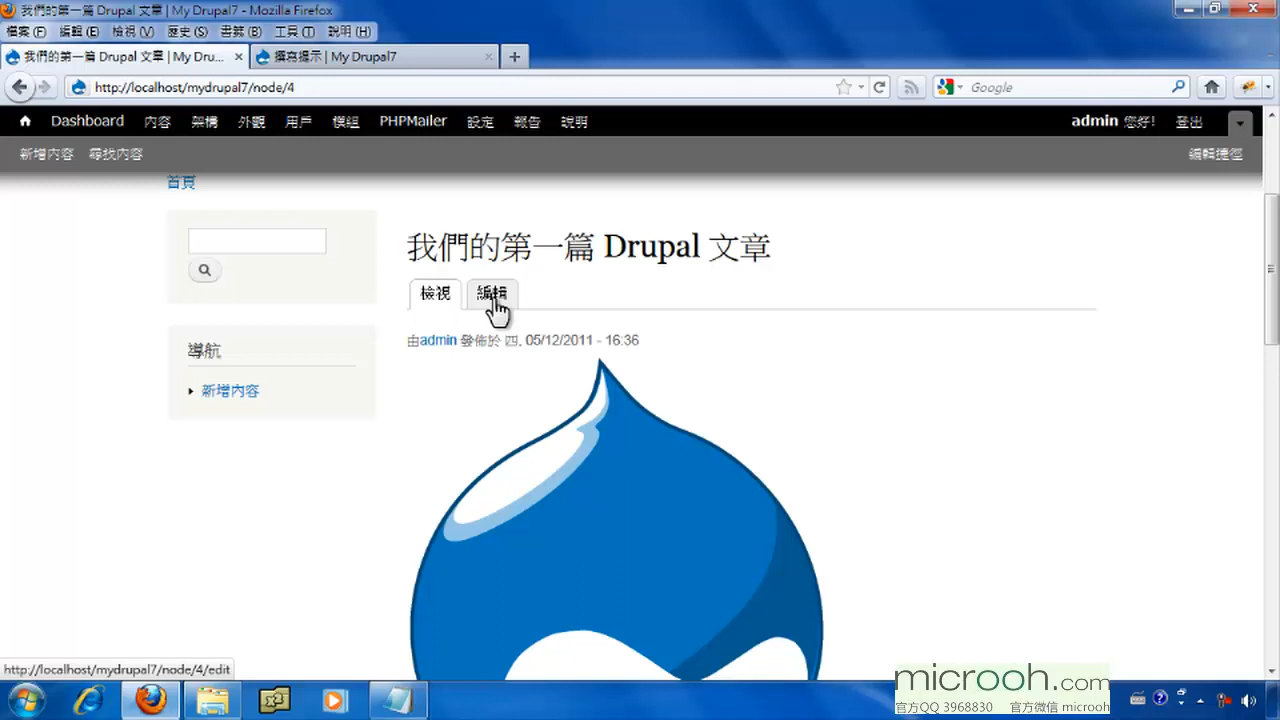 我們的第一篇 Drupal 文章 | My Drupal7 - Mozilla Firefox
檔案(F) 編輯(E) 檢視(V) 歷史(S) 書籤(B) 工具(T) 說明(H)
我們的第一篇 Drupal 文章 | My Dru... × 撰寫提示 | My Drupal7 × +
http://localhost/mydrupal7/node/4 Google
Dashboard 內容 架構 外觀 用戶 模組 PHPMailer 設定 報告 說明 admin 您好! 登出
新增內容 尋找內容 編輯捷徑
首頁
我們的第一篇 Drupal 文章
檢視 編輯
導航
新增內容
由admin 發佈於 四, 05/12/2011 - 16:36
http://localhost/mydrupal7/node/4/edit
microoh.com
官方QQ 3968830 官方微信 microoh